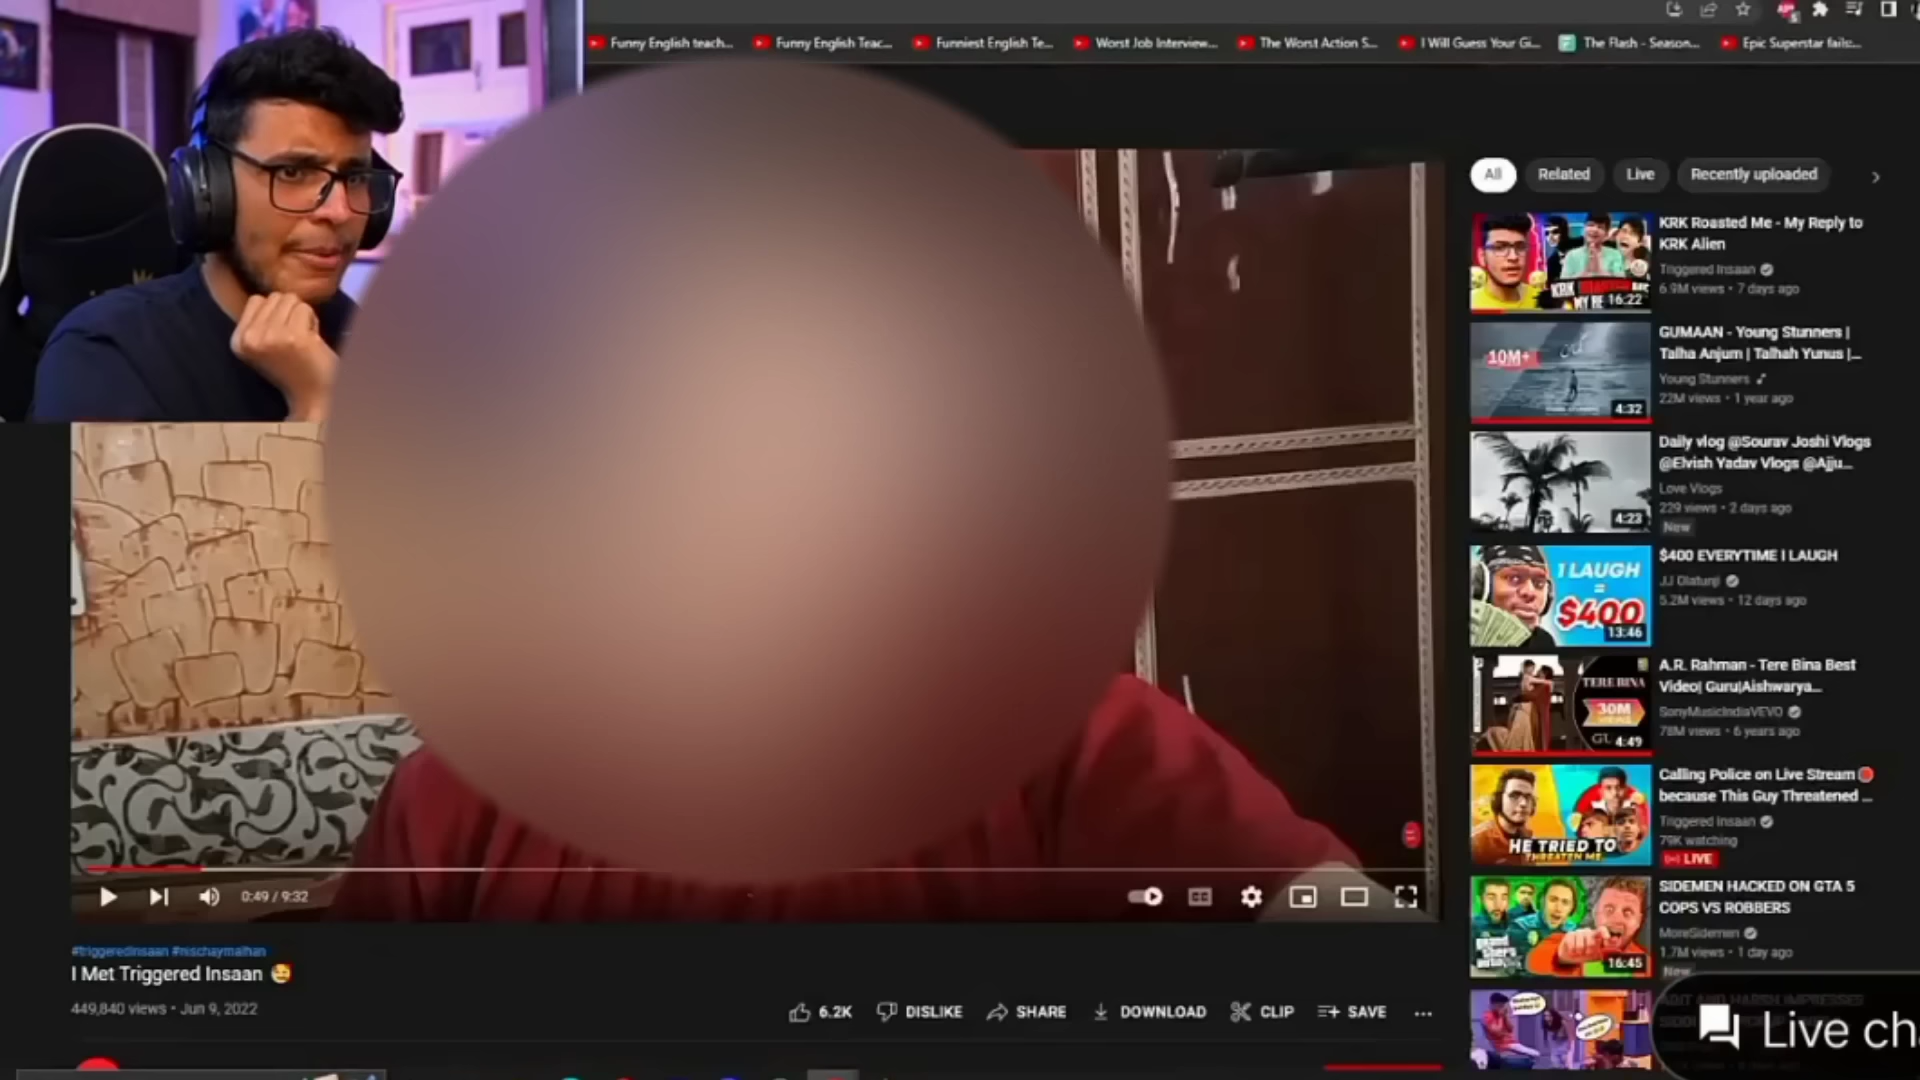 Funny English teach...
Funny English Teac...
Funniest English Te...
Worst Job Interview...
The Worst Action S...
I Will Guess Your Gi...
The Flash - Season...
Epic Superstar fails:...
All
Related
Live
Recently uploaded
KRK Roasted Me - My Reply to
KRK Alien
Triggered Insaan
6.9M views • 7 days ago
16:22
GUMAAN - Young Stunners |
Talha Anjum | Talhah Yunus |...
Young Stunners
22M views • 1 year ago
10M+
4:32
Daily vlog @Sourav Joshi Vlogs
@Elvish Yadav Vlogs @Ajju...
Love Vlogs
229 views • 2 days ago
New
4:23
$400 EVERYTIME I LAUGH
JJ Olatunji
5.2M views • 12 days ago
1 LAUGH
=
$400
13:46
A.R. Rahman - Tere Bina Best
Video| Guru|Aishwarya...
SonyMusicIndiaVEVO
78M views • 6 years ago
TERE BINA
30M
4:49
Calling Police on Live Stream
because This Guy Threatened ...
Triggered Insaan
79K watching
LIVE
HE TRIED TO
THREATEN ME
SIDEMEN HACKED ON GTA 5
COPS VS ROBBERS
MoreSidemen
1.7M views • 1 day ago
New
16:45
Live ch
0:49 / 9:32
#triggeredinsaan #nischaymalhan
I Met Triggered Insaan 😅
449,840 views • Jun 9, 2022
6.2K
DISLIKE
SHARE
DOWNLOAD
CLIP
SAVE